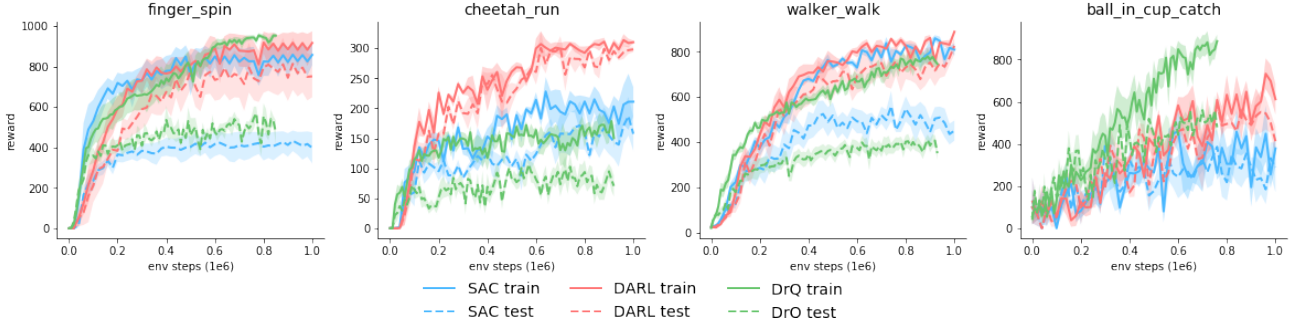 finger_spin
cheetah_run
walker_walk
ball_in_cup_catch
1000
800
600
400
200
0
reward
0.0 0.2 0.4 0.6 0.8 1.0
env steps (1e6)
300
250
200
150
100
50
0
reward
0.0 0.2 0.4 0.6 0.8 1.0
env steps (1e6)
800
600
400
200
0
reward
0.0 0.2 0.4 0.6 0.8 1.0
env steps (1e6)
800
600
400
200
0
reward
0.0 0.2 0.4 0.6 0.8 1.0
env steps (1e6)
SAC train DARL train DrQ train
SAC test DARL test DrQ test